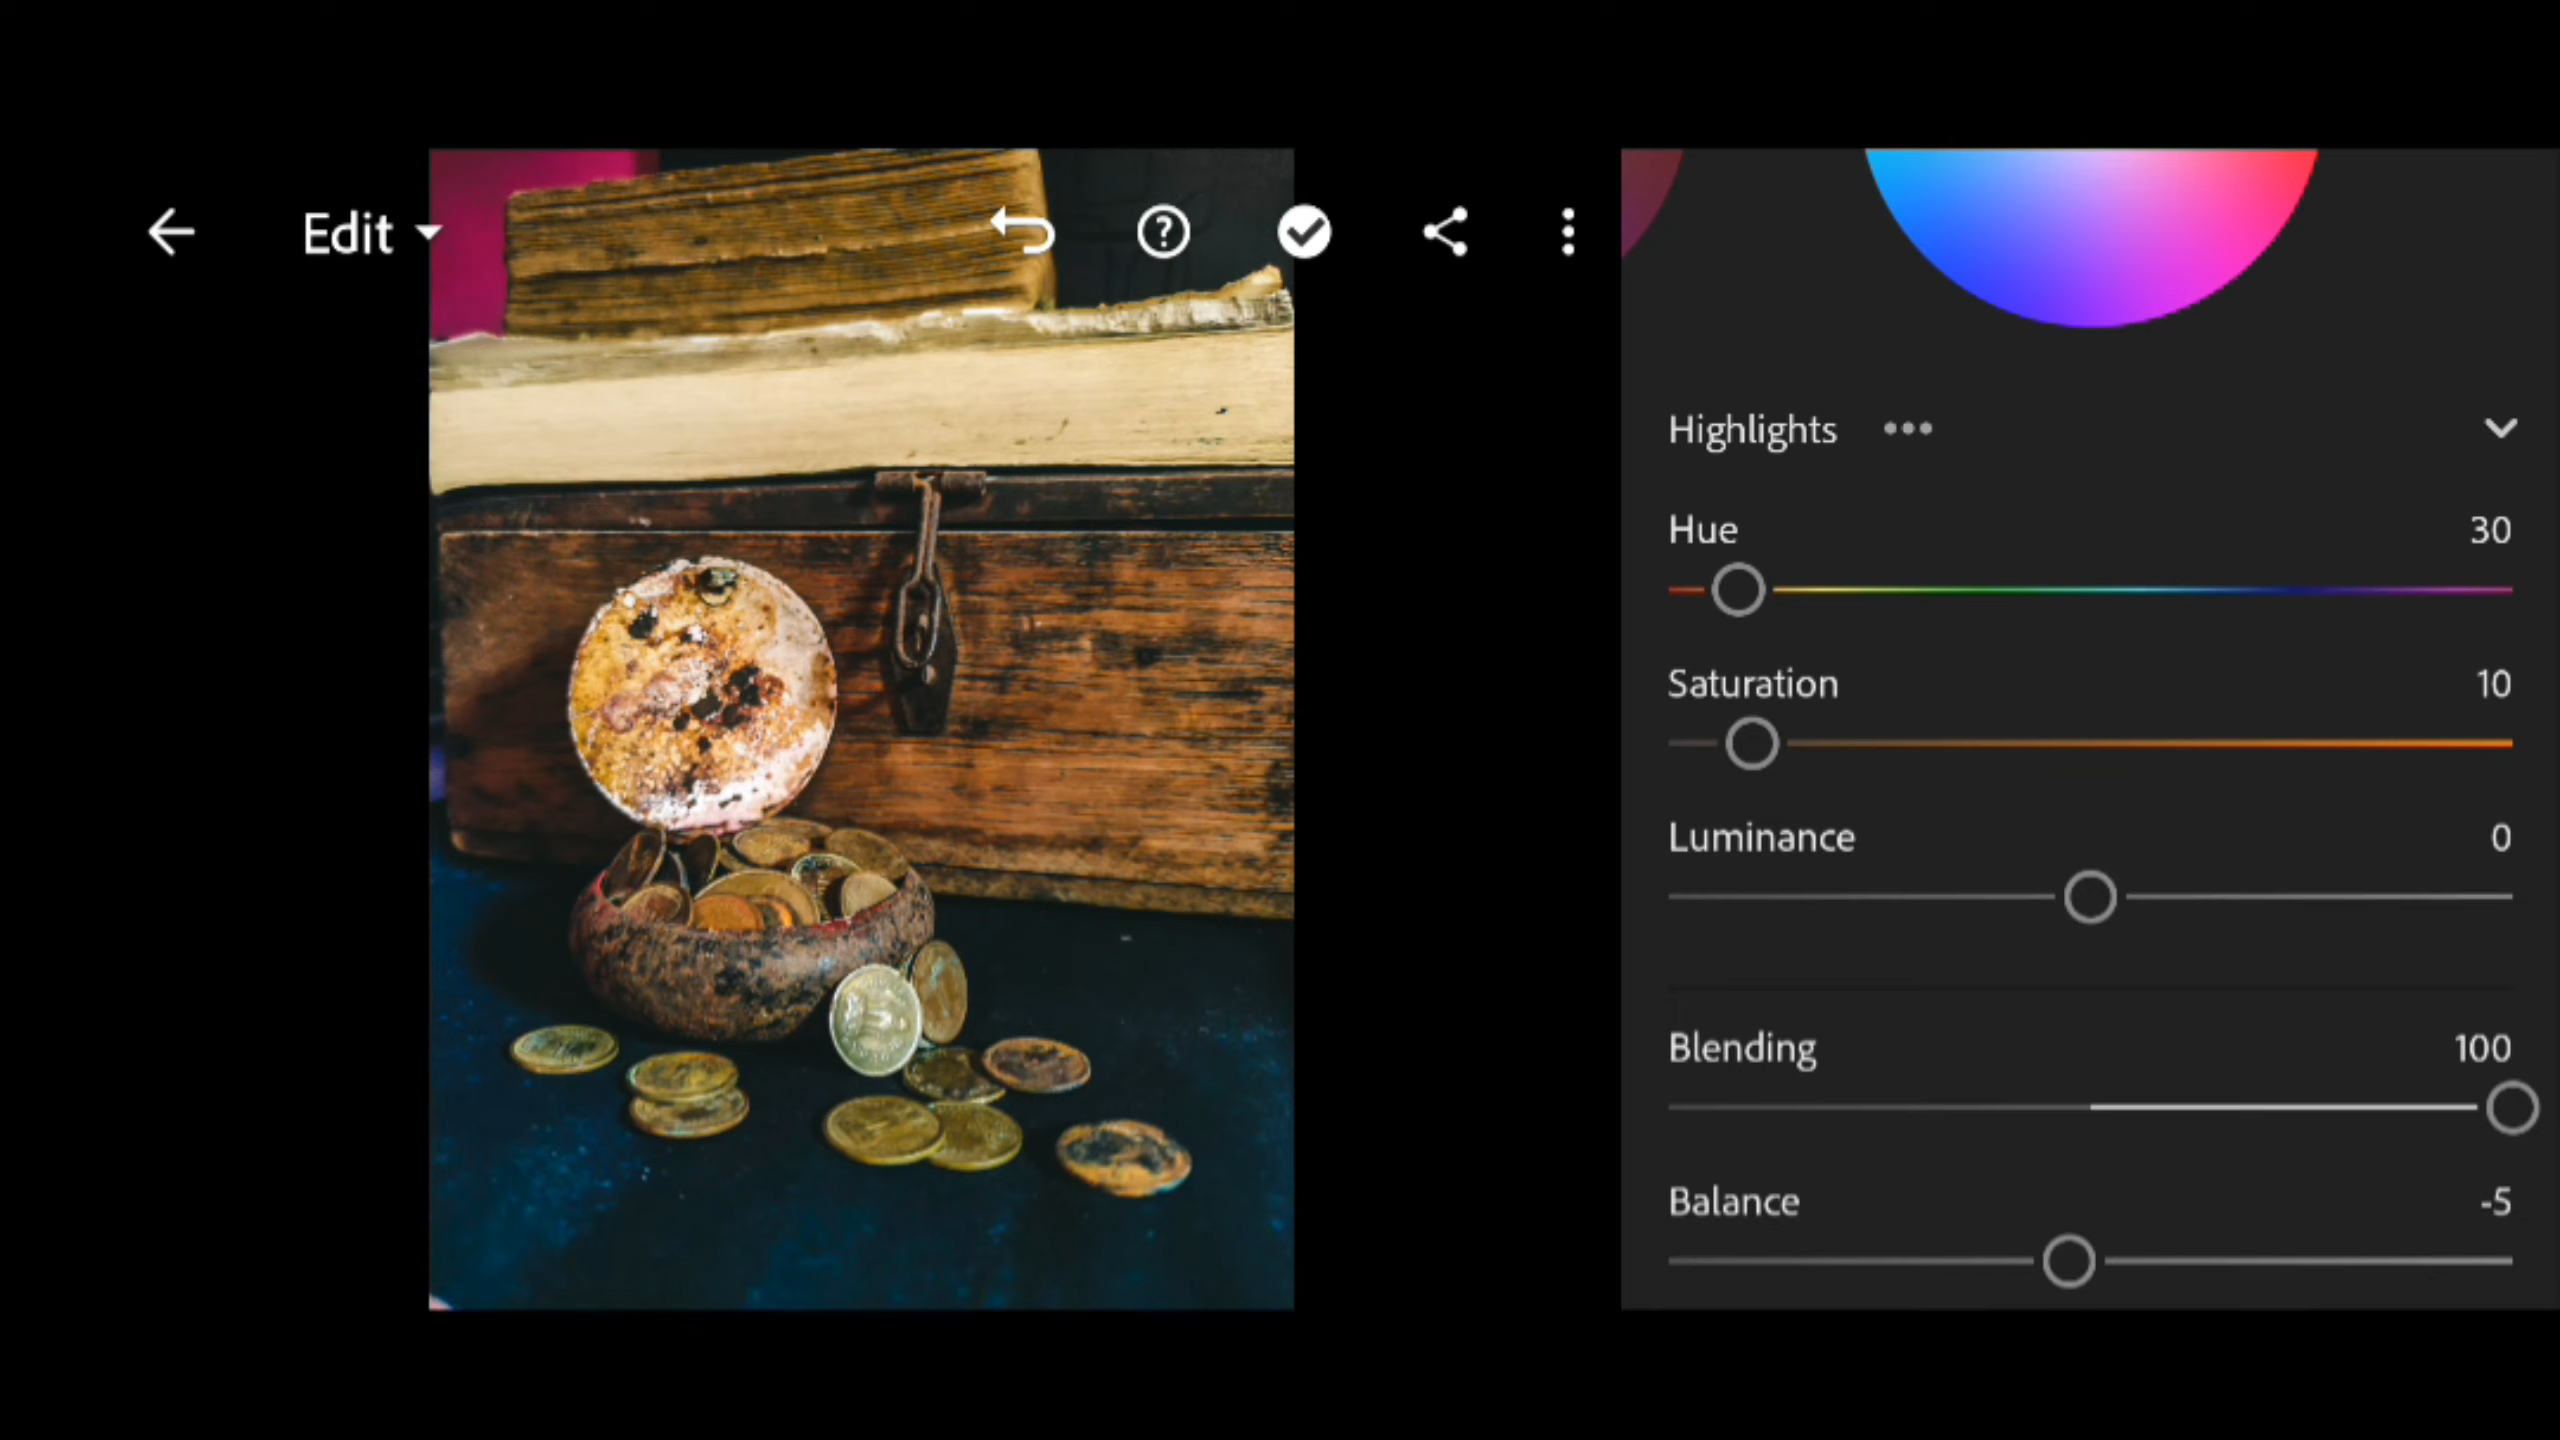 Edit
Highlights
Hue 30
Saturation 10
Luminance 0
Blending 100
Balance -5